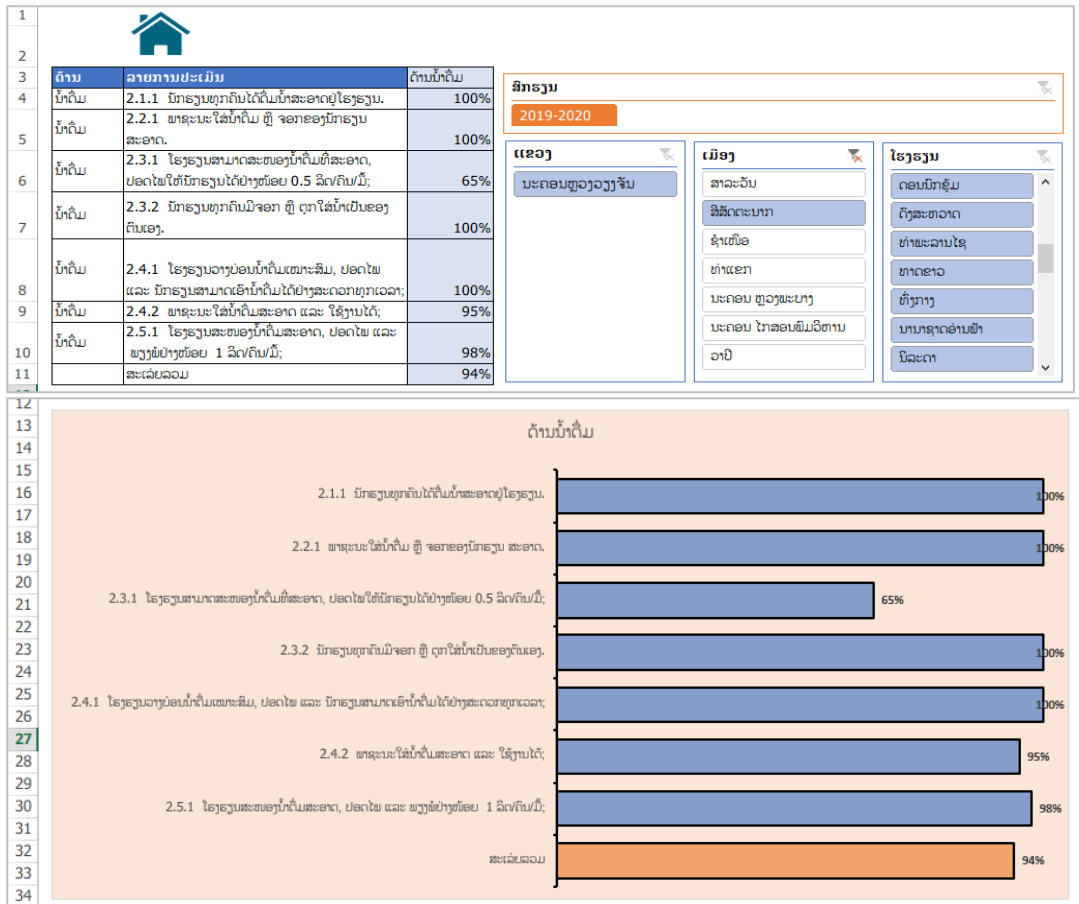 1
2
3
ດ້ານ ລາຍການປະເມີນ ດ້ານນ້ຳດື່ມ
4
ນ້ຳດື່ມ 2.1.1 ນັກຮຽນທຸກຄົນໄດ້ດື່ມນ້ຳສະອາດຢູ່ໂຮງຮຽນ. 100%
5
ນ້ຳດື່ມ 2.2.1 ພາຊະນະໃສ່ນ້ຳດື່ມ ຫຼື ຈອກຂອງນັກຮຽນ
ສະອາດ. 100%
6
ນ້ຳດື່ມ 2.3.1 ໂຮງຮຽນສາມາດສະໜອງນ້ຳດື່ມທີ່ສະອາດ,
ປອດໄພໃຫ້ນັກຮຽນໄດ້ຢ່າງໜ້ອຍ 0.5 ລິດ/ຄົນ/ມື້; 65%
7
ນ້ຳດື່ມ 2.3.2 ນັກຮຽນທຸກຄົນມີຈອກ ຫຼື ຕຸກໃສ່ນ້ຳເປັນຂອງ
ຕົນເອງ. 100%
8
ນ້ຳດື່ມ 2.4.1 ໂຮງຮຽນວາງບ່ອນນ້ຳດື່ມເໝາະສົມ, ປອດໄພ
ແລະ ນັກຮຽນສາມາດເອົານ້ຳດື່ມໄດ້ຢ່າງສະດວກທຸກເວລາ; 100%
9
ນ້ຳດື່ມ 2.4.2 ພາຊະນະໃສ່ນ້ຳດື່ມສະອາດ ແລະ ໃຊ້ງານໄດ້; 95%
10
ນ້ຳດື່ມ 2.5.1 ໂຮງຮຽນສະໜອງນ້ຳດື່ມສະອາດ, ປອດໄພ ແລະ
ພຽງພໍຢ່າງໜ້ອຍ 1 ລິດ/ຄົນ/ມື້; 98%
11
ສະເລ່ຍລວມ 94%
ສົກຮຽນ
2019-2020
ແຂວງ
ນະຄອນຫຼວງວຽງຈັນ
ເມືອງ
ສາລະວັນ
ສີສັດຕະນາກ
ຊຳເໜືອ
ທ່າແຂກ
ນະຄອນ ຫຼວງພະບາງ
ນະຄອນ ໄກສອນພົມວິຫານ
ວາປີ
ໂຮງຮຽນ
ດອນນົກຂຸ້ມ
ດົງສະຫວາດ
ທ່າພະລານໄຊ
ທາດຂາວ
ທົ່ງກາງ
ນານາຊາດອ່ານຟ້າ
ນິລະດາ
12
13
14
15
16
17
18
19
20
21
22
23
24
25
26
27
28
29
30
31
32
33
34
ດ້ານນ້ຳດື່ມ
2.1.1 ນັກຮຽນທຸກຄົນໄດ້ດື່ມນ້ຳສະອາດຢູ່ໂຮງຮຽນ. 100%
2.2.1 ພາຊະນະໃສ່ນ້ຳດື່ມ ຫຼື ຈອກຂອງນັກຮຽນ ສະອາດ. 100%
2.3.1 ໂຮງຮຽນສາມາດສະໜອງນ້ຳດື່ມທີ່ສະອາດ, ປອດໄພໃຫ້ນັກຮຽນໄດ້ຢ່າງໜ້ອຍ 0.5 ລິດ/ຄົນ/ມື້; 65%
2.3.2 ນັກຮຽນທຸກຄົນມີຈອກ ຫຼື ຕຸກໃສ່ນ້ຳເປັນຂອງຕົນເອງ. 100%
2.4.1 ໂຮງຮຽນວາງບ່ອນນ້ຳດື່ມເໝາະສົມ, ປອດໄພ ແລະ ນັກຮຽນສາມາດເອົານ້ຳດື່ມໄດ້ຢ່າງສະດວກທຸກເວລາ; 100%
2.4.2 ພາຊະນະໃສ່ນ້ຳດື່ມສະອາດ ແລະ ໃຊ້ງານໄດ້; 95%
2.5.1 ໂຮງຮຽນສະໜອງນ້ຳດື່ມສະອາດ, ປອດໄພ ແລະ ພຽງພໍຢ່າງໜ້ອຍ 1 ລິດ/ຄົນ/ມື້; 98%
ສະເລ່ຍລວມ 94%